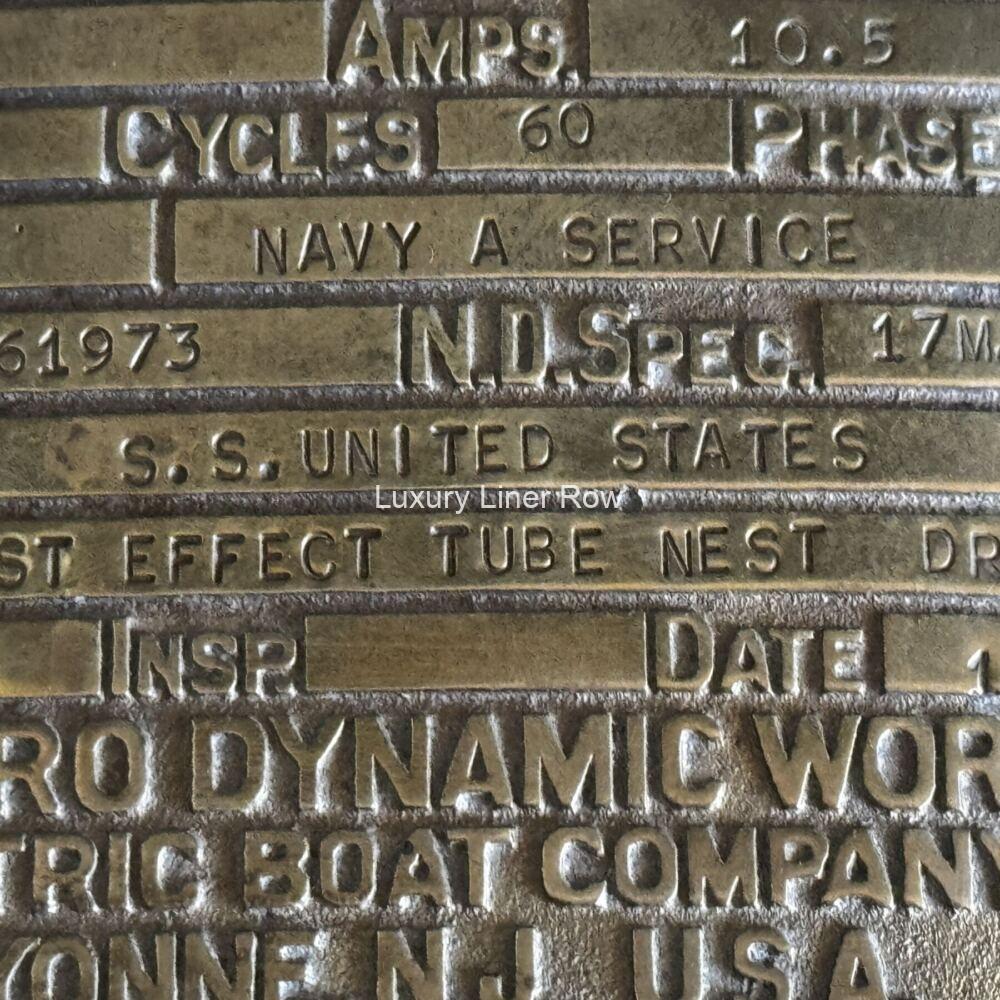 AMPS. 10.5
CYCLES 60 PHASE
NAVY A SERVICE
61973 N.D. SPEC. 17M
S.S. UNITED STATES
Luxury Liner Row
ST EFFECT TUBE NEST DR
INSP. DATE 1
RO DYNAMIC WOR
TRIC BOAT COMPANY
YONNE N.J. U.S.A